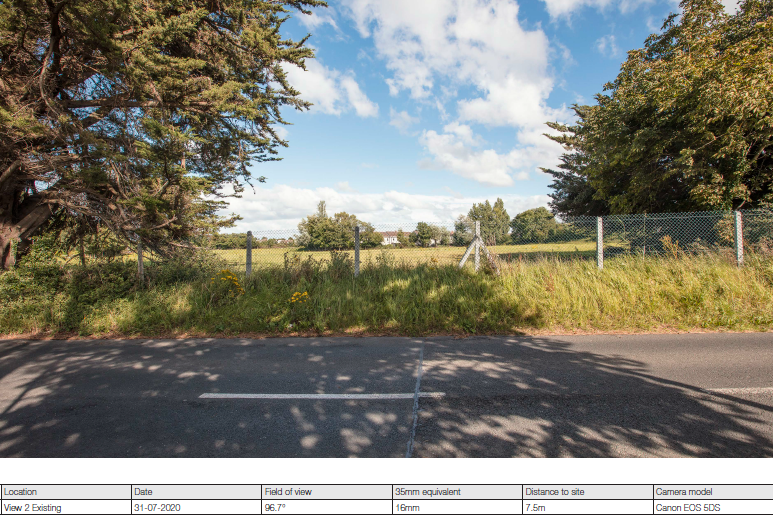 Location Date Field of view 35mm equivalent Distance to site Camera model
View 2 Existing 31-07-2020 96.7° 16mm 7.5m Canon EOS 5DS